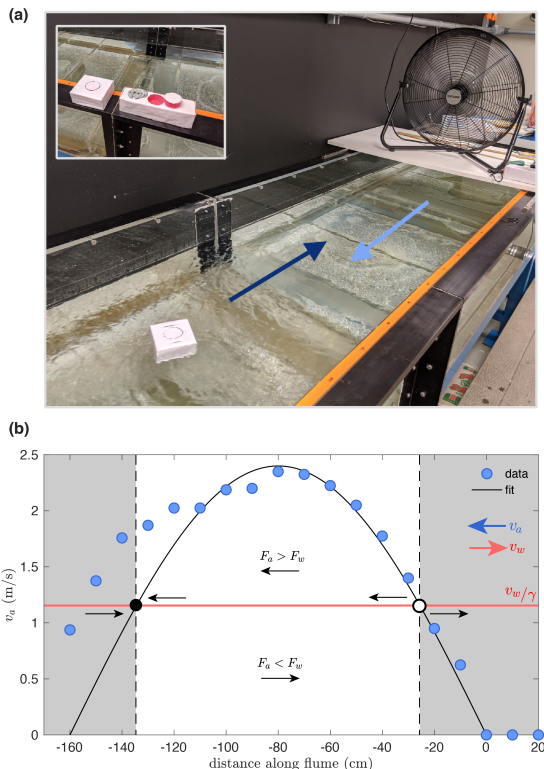 (a)
(b)
2.5
2
1.5
1
0.5
0
v_a (m/s)
data
fit
v_a
v_w
F_a > F_w
v_w/γ
F_a < F_w
-160 -140 -120 -100 -80 -60 -40 -20 0 20
distance along flume (cm)